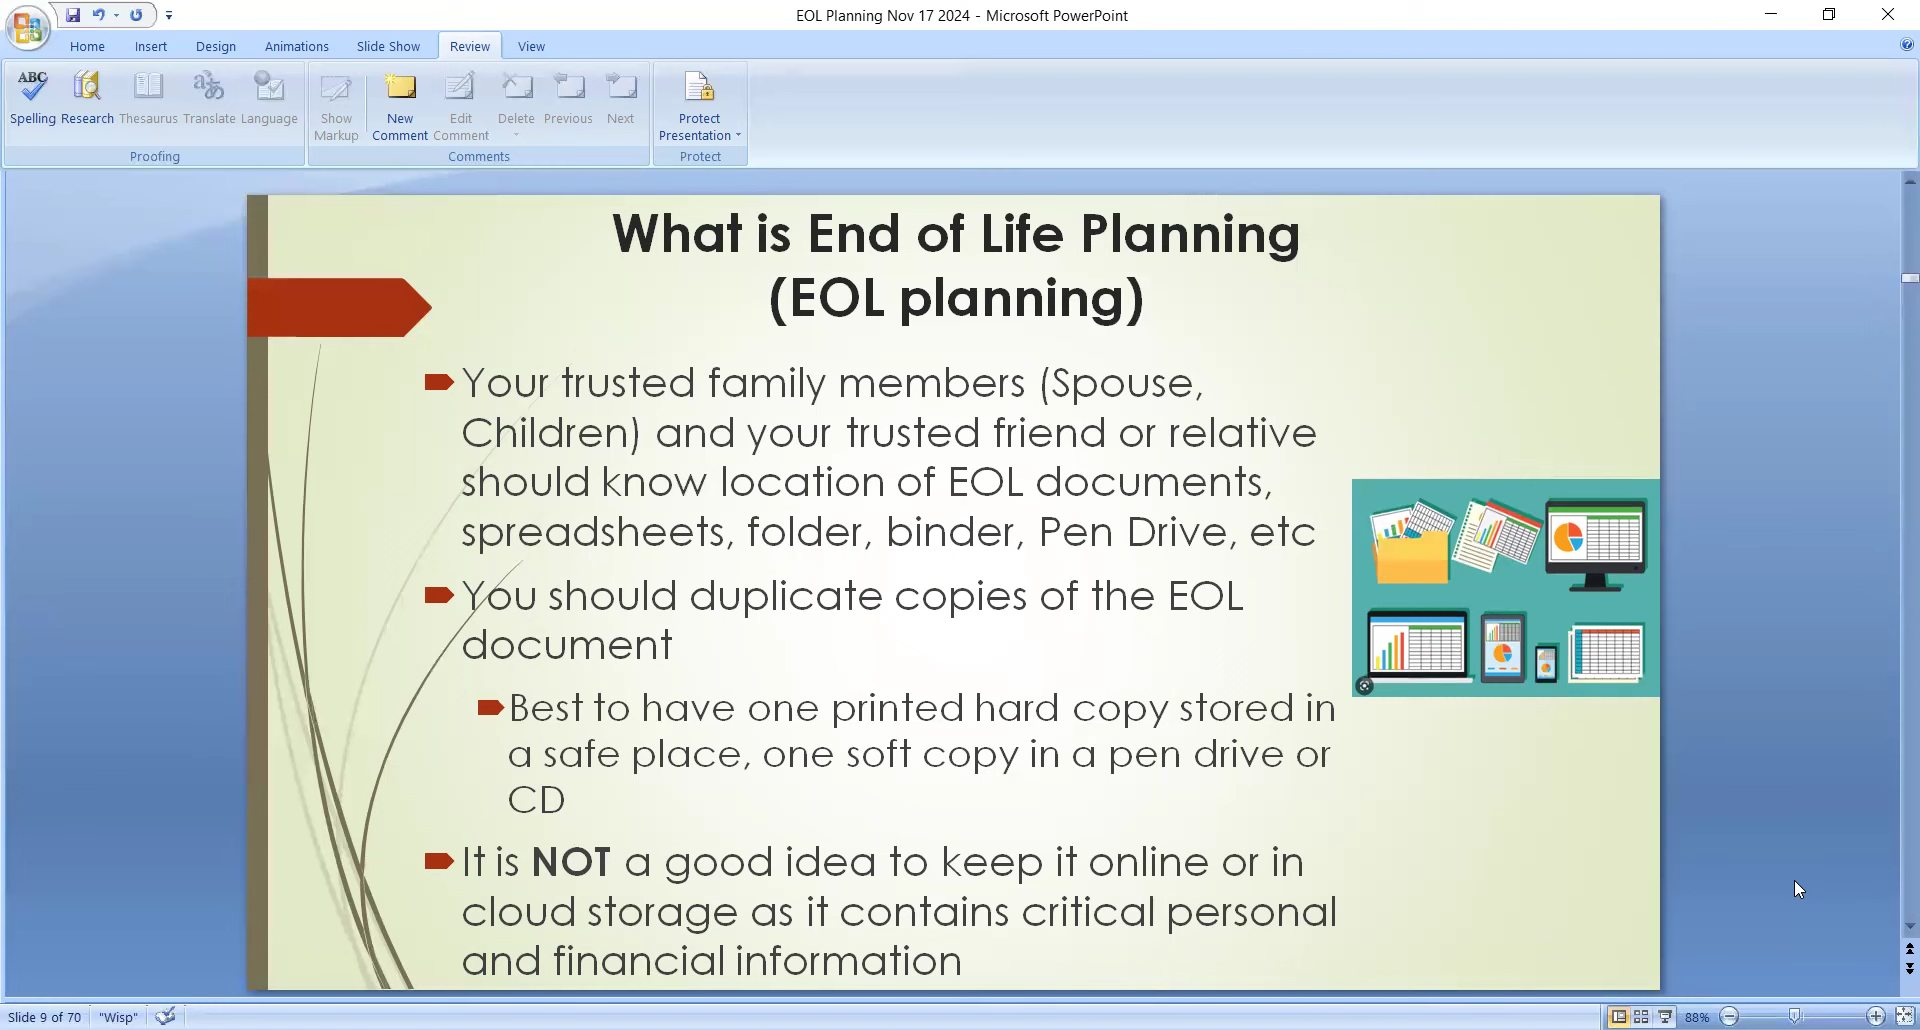 EOL Planning Nov 17 2024 - Microsoft PowerPoint
Home Insert Design Animations Slide Show Review View
ABC
Spelling Research Thesaurus Translate Language
Proofing
Show Markup
New Comment
Edit Comment
Delete
Previous
Next
Comments
Protect Presentation
Protect
What is End of Life Planning
(EOL planning)
Your trusted family members (Spouse,
Children) and your trusted friend or relative
should know location of EOL documents,
spreadsheets, folder, binder, Pen Drive, etc
You should duplicate copies of the EOL
document
Best to have one printed hard copy stored in
a safe place, one soft copy in a pen drive or
CD
It is NOT a good idea to keep it online or in
cloud storage as it contains critical personal
and financial information
Slide 9 of 70 "Wisp" 88%